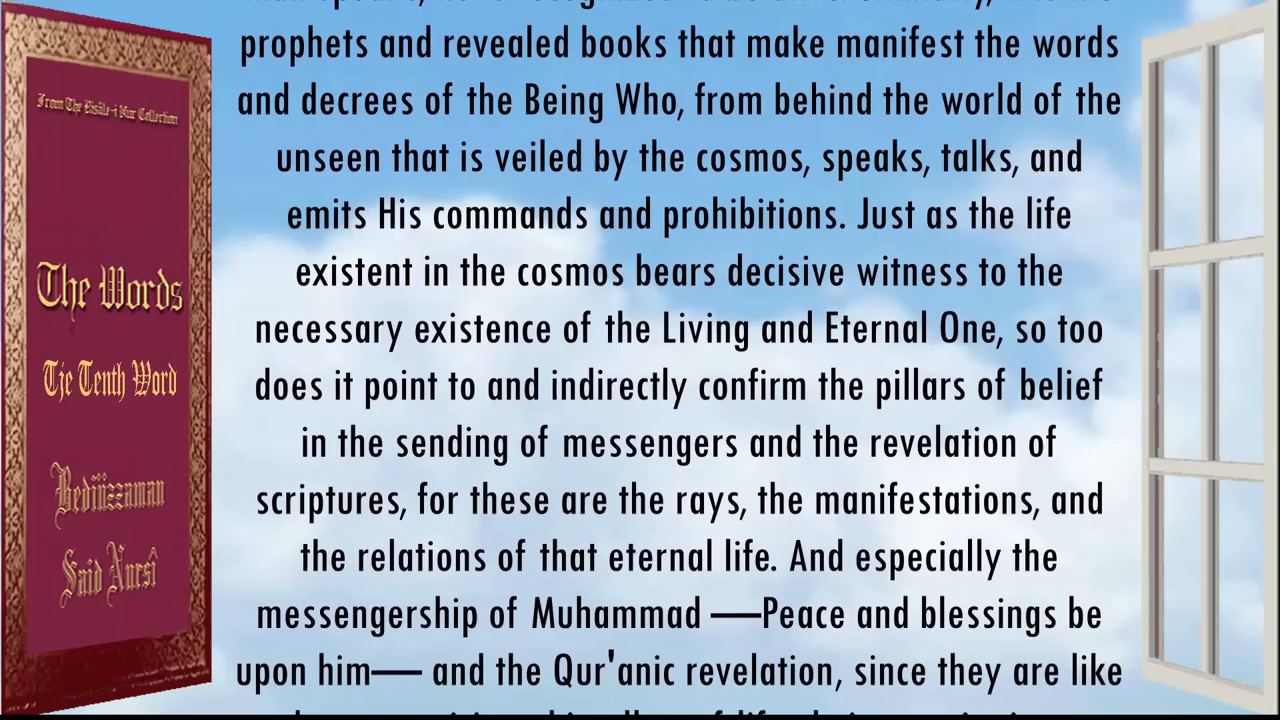 From The Risâle-i Nur Collection
The Words
Tje Tenth Word
Bediüzzaman
Said Nursî
prophets and revealed books that make manifest the words
and decrees of the Being Who, from behind the world of the
unseen that is veiled by the cosmos, speaks, talks, and
emits His commands and prohibitions. Just as the life
existent in the cosmos bears decisive witness to the
necessary existence of the Living and Eternal One, so too
does it point to and indirectly confirm the pillars of belief
in the sending of messengers and the revelation of
scriptures, for these are the rays, the manifestations, and
the relations of that eternal life. And especially the
messengership of Muhammad —Peace and blessings be
upon him— and the Qur'anic revelation, since they are like